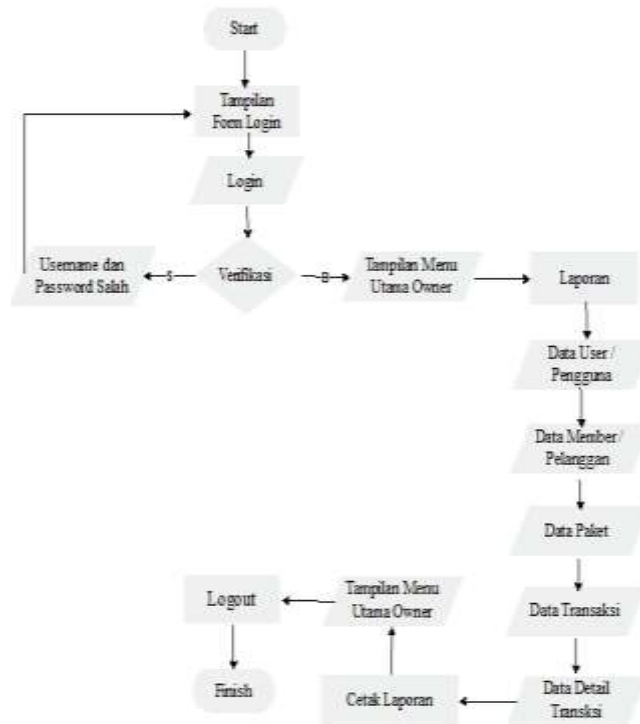 Start
Tampilan
Form Login
Login
Verifikasi
S
Username dan
Password Salah
B
Tampilan Menu
Utama Owner
Laporan
Data User /
Pengguna
Data Member /
Pelanggan
Data Paket
Data Transaksi
Data Detail
Transksi
Cetak Laporan
Tampilan Menu
Utama Owner
Logout
Finish